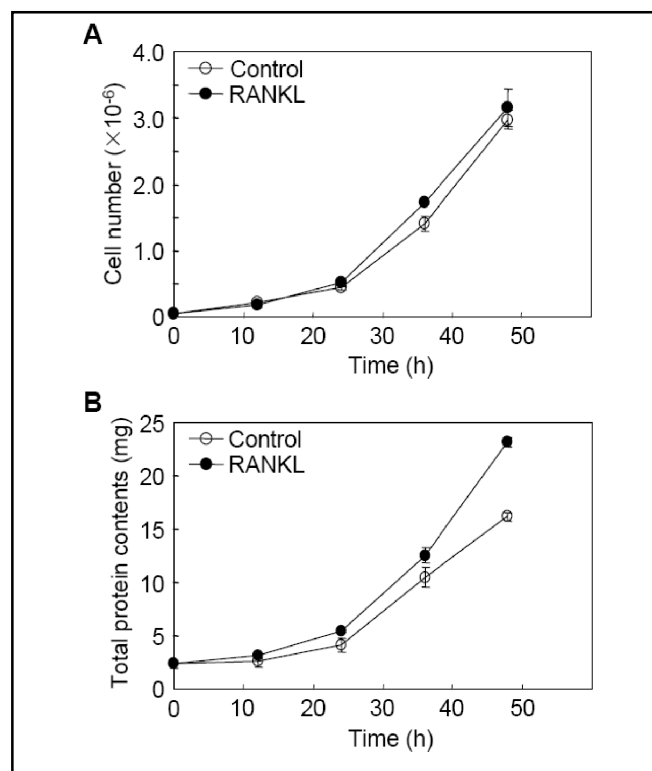 A
Control
RANKL
Cell number (×10-6)
4.0
3.0
2.0
1.0
0
0 10 20 30 40 50
Time (h)
B
Control
RANKL
Total protein contents (mg)
25
20
15
10
5
0
0 10 20 30 40 50
Time (h)